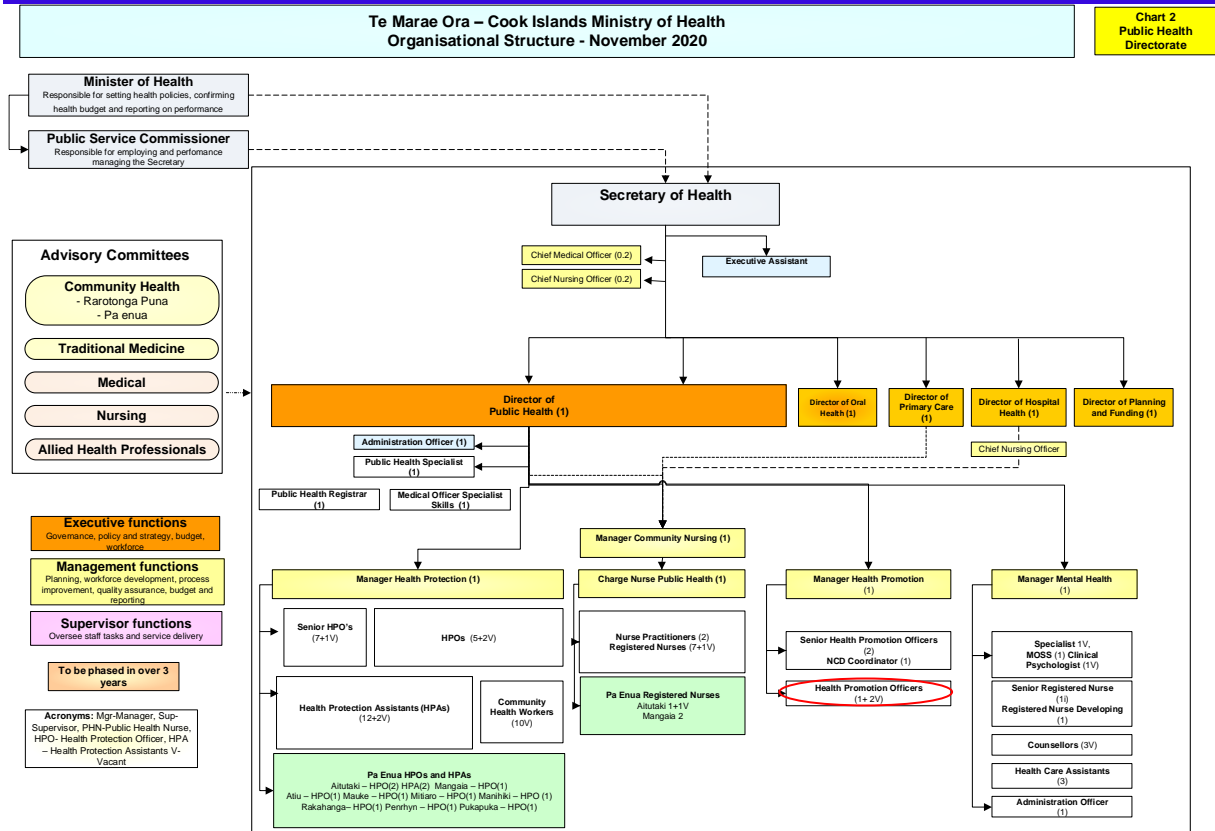 Te Marae Ora – Cook Islands Ministry of Health
Organisational Structure - November 2020
Chart 2
Public Health
Directorate
Minister of Health
Responsible for setting health policies, confirming
health budget and reporting on performance
Public Service Commissioner
Responsible for employing and perfomance
managing the Secretary
Secretary of Health
Chief Medical Officer (0.2)
Chief Nursing Officer (0.2)
Executive Assistant
Advisory Committees
Community Health
- Rarotonga Puna
- Pa enua
Traditional Medicine
Medical
Nursing
Allied Health Professionals
Director of
Public Health (1)
Director of Oral
Health (1)
Director of
Primary Care
(1)
Director of Hospital
Health (1)
Director of Planning
and Funding (1)
Chief Nursing Officer
Administration Officer (1)
Public Health Specialist
(1)
Public Health Registrar
(1)
Medical Officer Specialist
Skills (1)
Executive functions
Governance, policy and strategy, budget,
workforce
Management functions
Planning, workforce development, process
improvement, quality assurance, budget and
reporting
Supervisor functions
Oversee staff tasks and service delivery
To be phased in over 3
years
Acronyms: Mgr-Manager, Sup-
Supervisor, PHN-Public Health Nurse,
HPO- Health Protection Officer, HPA
– Health Protection Assistants V-
Vacant
Manager Community Nursing (1)
Manager Health Protection (1)
Charge Nurse Public Health (1)
Manager Health Promotion
(1)
Manager Mental Health
(1)
Senior HPO's
(7+1V)
HPOs (5+2V)
Health Protection Assistants (HPAs)
(12+2V)
Community
Health Workers
(10V)
Pa Enua HPOs and HPAs
Aitutaki – HPO(2) HPA(2) Mangaia – HPO(1)
Atiu – HPO(1) Mauke – HPO(1) Mitiaro – HPO(1) Manihiki – HPO (1)
Rakahanga– HPO(1) Penrhyn – HPO(1) Pukapuka – HPO(1)
Nurse Practitioners (2)
Registered Nurses (7+1V)
Pa Enua Registered Nurses
Aitutaki 1+1V
Mangaia 2
Senior Health Promotion Officers
(2)
NCD Coordinator (1)
Health Promotion Officers
(1+ 2V)
Specialist 1V,
MOSS (1) Clinical
Psychologist (1V)
Senior Registered Nurse
(1i)
Registered Nurse Developing
(1)
Counsellors (3V)
Health Care Assistants
(3)
Administration Officer
(1)